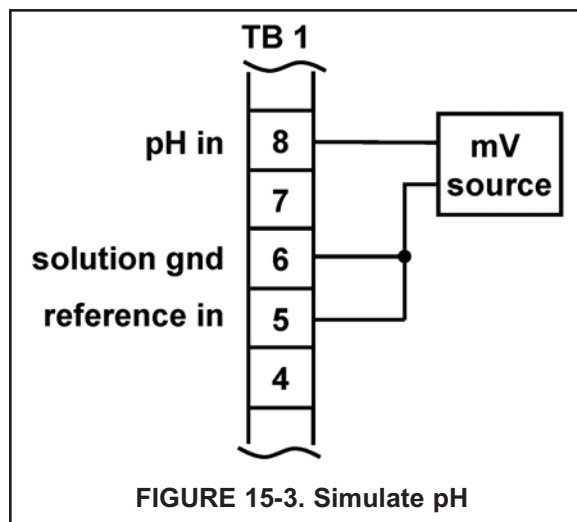 TB 1
pH in
8
mV
source
7
solution gnd
6
reference in
5
4
FIGURE 15-3. Simulate pH